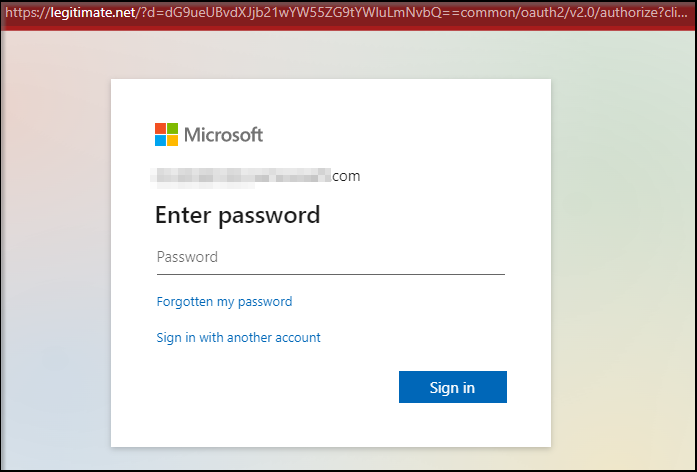 https://legitimate.net/?d=dG9ueUBvdXJjb21wYW55ZG9tYWluLmNvbQ==common/oauth2/v2.0/authorize?cli...
Microsoft
com
Enter password
Password
Forgotten my password
Sign in with another account
Sign in